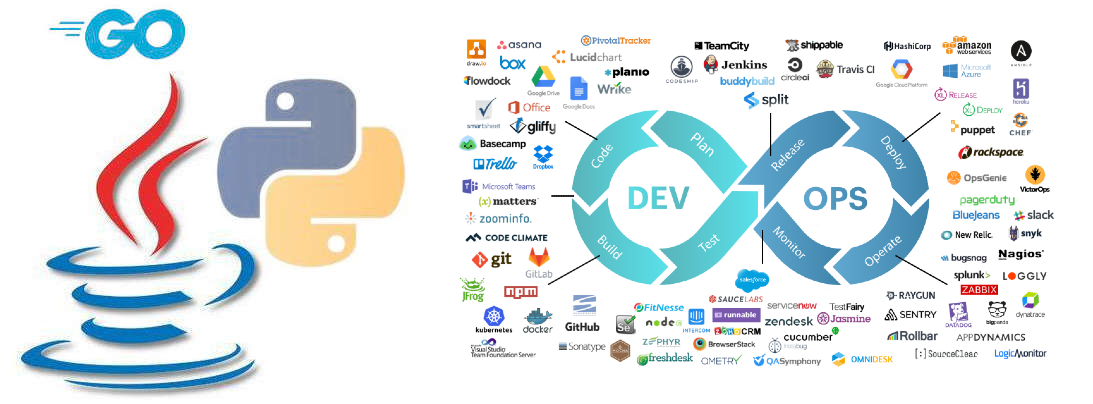 GO
draw.io
asana
PivotalTracker
box
Lucidchart
flowdock
Google Drive
planio
Google Docs
Wrike
smartsheet
Office
gliffy
Basecamp
Trello
Dropbox
Microsoft Teams
(x) matters
zoominfo.
CODE CLIMATE
git
GitLab
JFrog
npm
kubernetes
docker
GitHub
Visual Studio
Team Foundation Server
Sonatype
TeamCity
shippable
CODESHIP
Jenkins
circleci
Travis CI
buddybuild
split
HashiCorp
amazon
webservices
ANSIBLE
Google Cloud Platform
Microsoft
Azure
heroku
RELEASE
DEPLOY
puppet
CHEF
rackspace
OpsGenie
VictorOps
pagerduty
BlueJeans
slack
New Relic.
snyk
bugsnag
Nagios
splunk>
LOGGLY
ZABBIX
RAYGUN
SENTRY
DATADOG
bigpanda
dynatrace
Rollbar
APPDYNAMICS
[:] SourceClear
LogicMonitor
Code
Plan
Release
Deploy
DEV
OPS
Build
Test
Monitor
Operate
salesforce
SAUCELABS
FitNesse
servicenow
TestFairy
Se
node
INTERCOM
runnable
zendesk
Jasmine
CRM
cucumber
ZEPHYR
BrowserStack
freshdesk
QMETRY
QASymphony
OMNIDESK